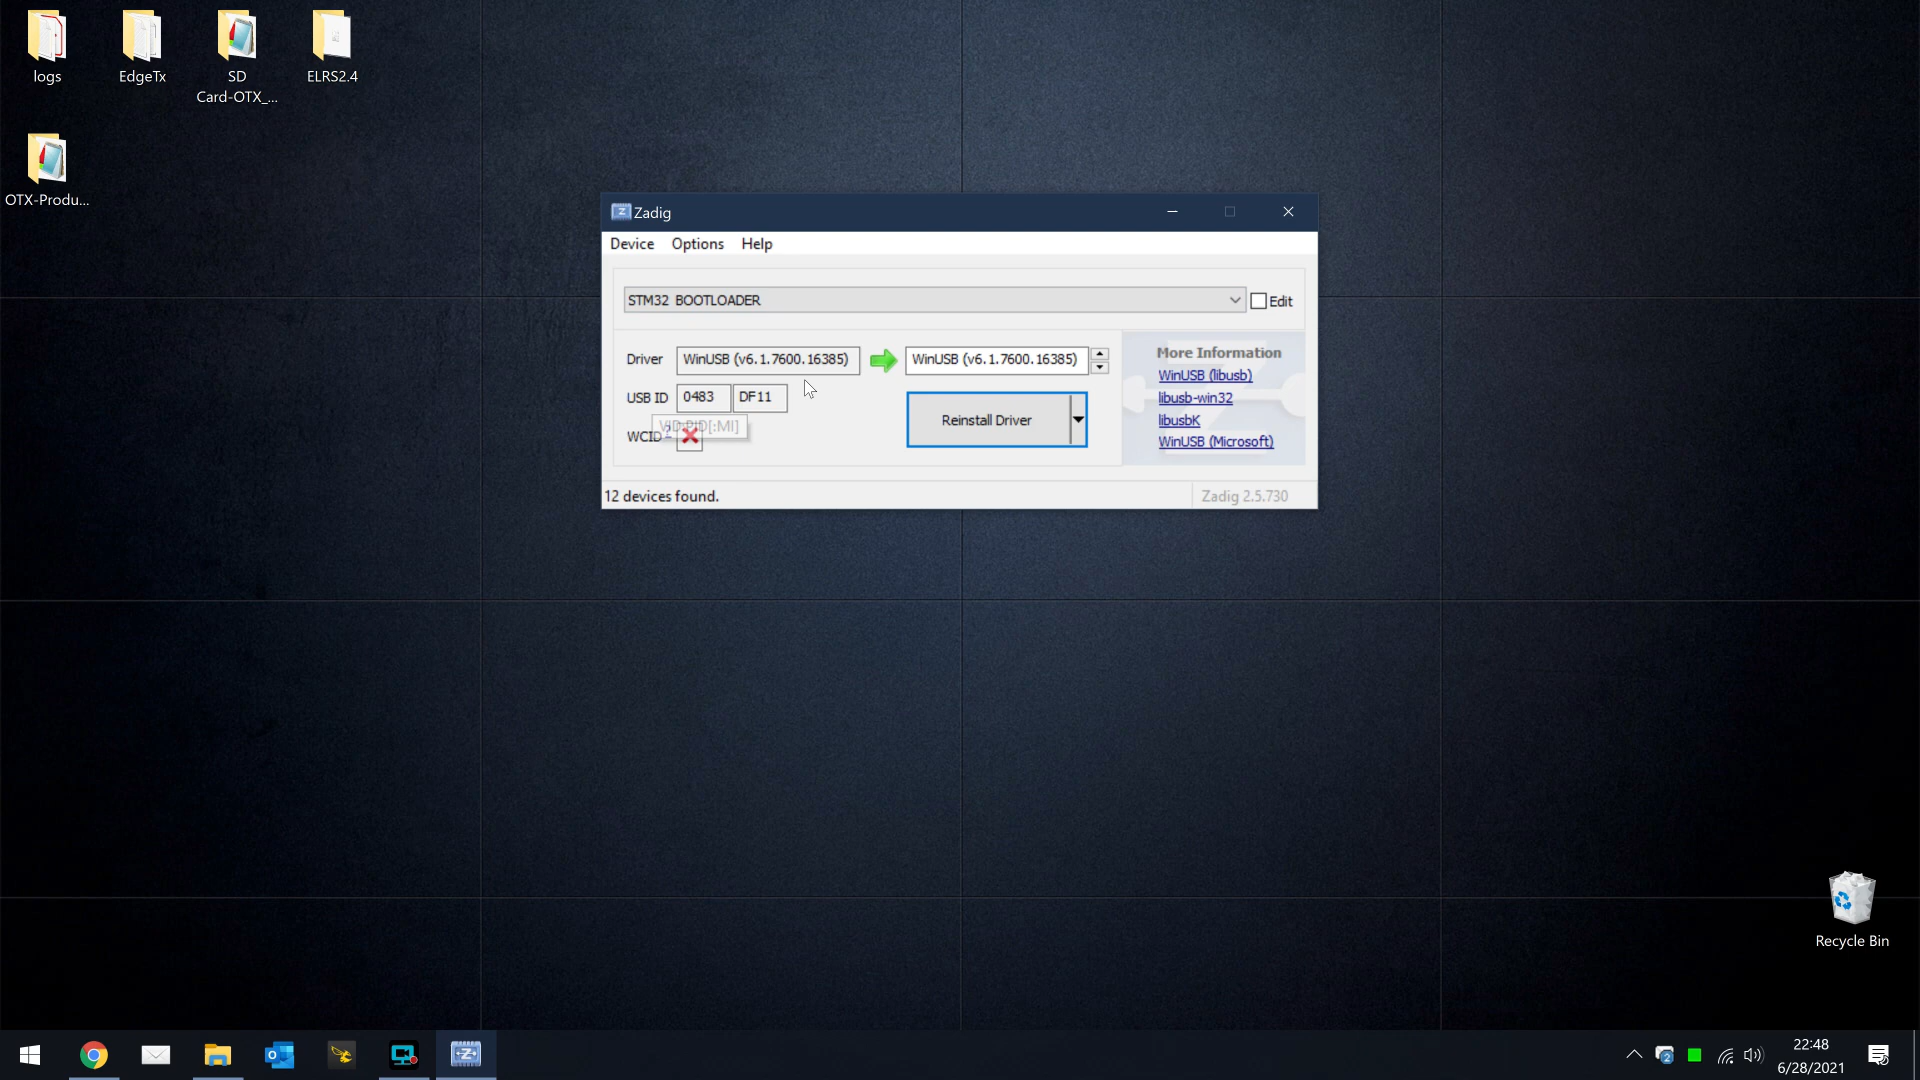 logs
EdgeTx
SD
Card-OTX_...
ELRS2.4
OTX-Produ...
Zadig
Device Options Help
STM32 BOOTLOADER
Edit
Driver
WinUSB (v6.1.7600.16385)
WinUSB (v6.1.7600.16385)
USB ID 0483 DF11
VID:PID[:MI]
WCID ?
Reinstall Driver
More Information
WinUSB (libusb)
libusb-win32
libusbK
WinUSB (Microsoft)
12 devices found.
Zadig 2.5.730
Recycle Bin
22:48
6/28/2021